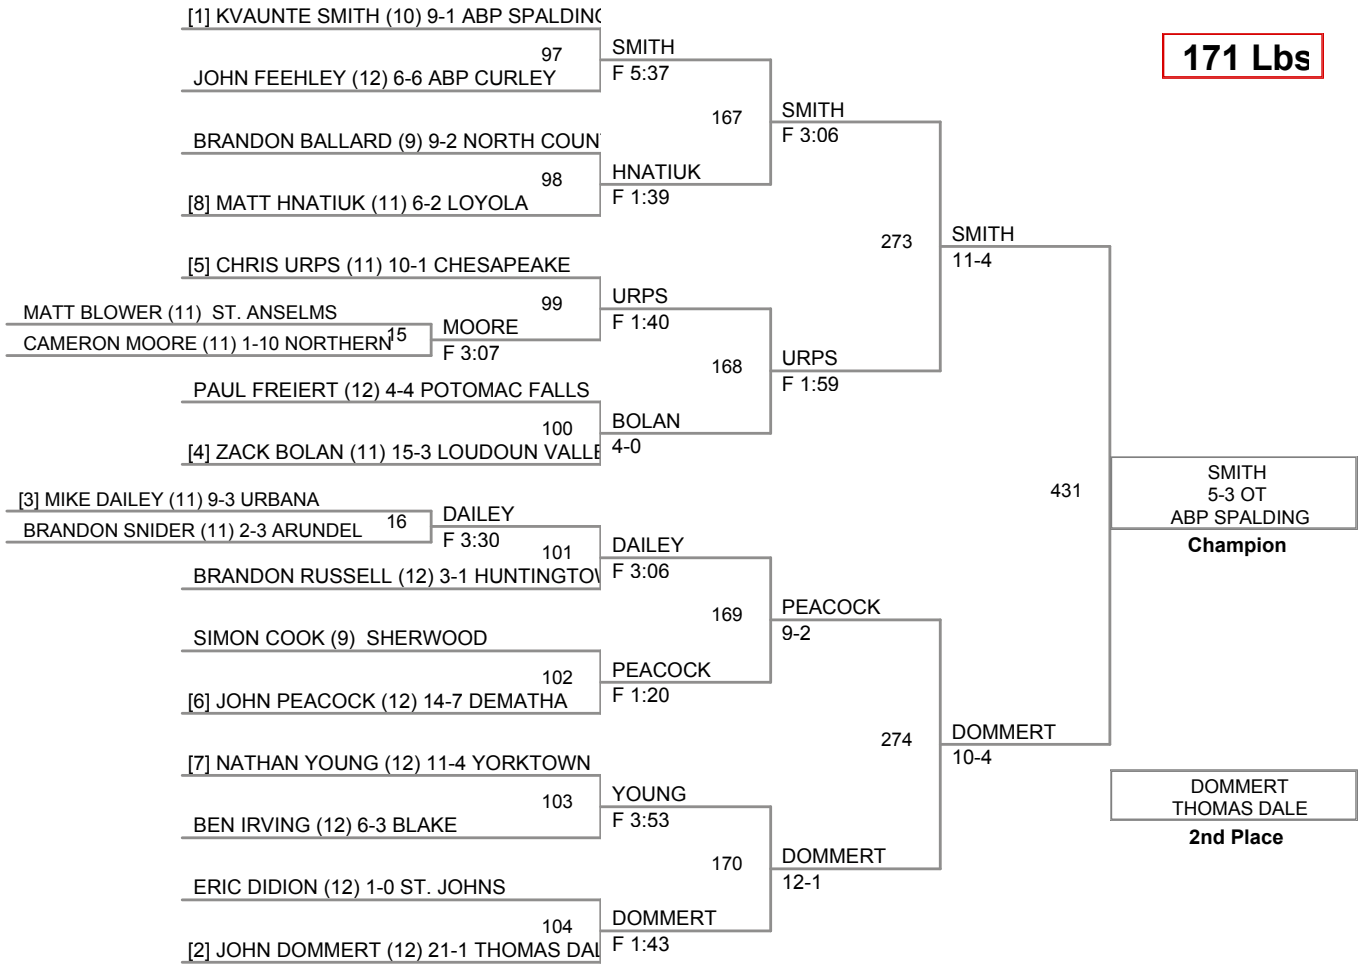 [1] KVAUNTE SMITH (10) 9-1 ABP SPALDING
171 Lbs
97
SMITH
F 5:37
JOHN FEEHLEY (12) 6-6 ABP CURLEY
167
SMITH
F 3:06
BRANDON BALLARD (9) 9-2 NORTH COUN
98
HNATIUK
F 1:39
[8] MATT HNATIUK (11) 6-2 LOYOLA
273
SMITH
11-4
[5] CHRIS URPS (11) 10-1 CHESAPEAKE
99
URPS
F 1:40
MATT BLOWER (11) ST. ANSELMS
15
MOORE
F 3:07
CAMERON MOORE (11) 1-10 NORTHERN
168
URPS
F 1:59
PAUL FREIERT (12) 4-4 POTOMAC FALLS
100
BOLAN
4-0
[4] ZACK BOLAN (11) 15-3 LOUDOUN VALLE
431
SMITH
5-3 OT
ABP SPALDING
Champion
[3] MIKE DAILEY (11) 9-3 URBANA
16
DAILEY
F 3:30
BRANDON SNIDER (11) 2-3 ARUNDEL
101
DAILEY
F 3:06
BRANDON RUSSELL (12) 3-1 HUNTINGTOW
169
PEACOCK
9-2
SIMON COOK (9) SHERWOOD
102
PEACOCK
F 1:20
[6] JOHN PEACOCK (12) 14-7 DEMATHA
274
DOMMERT
10-4
[7] NATHAN YOUNG (12) 11-4 YORKTOWN
103
YOUNG
F 3:53
BEN IRVING (12) 6-3 BLAKE
170
DOMMERT
12-1
ERIC DIDION (12) 1-0 ST. JOHNS
104
DOMMERT
F 1:43
[2] JOHN DOMMERT (12) 21-1 THOMAS DAL
DOMMERT
THOMAS DALE
2nd Place